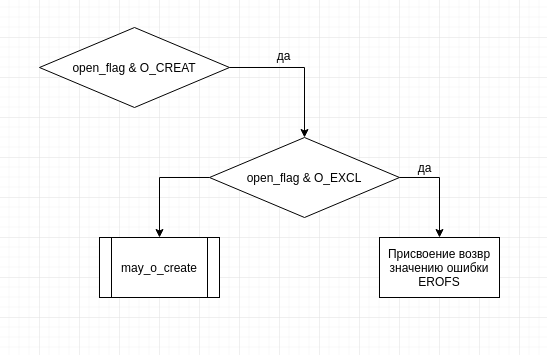 open_flag & O_CREAT
да
open_flag & O_EXCL
да
may_o_create
Присвоение возвр
значению ошибки
EROFS